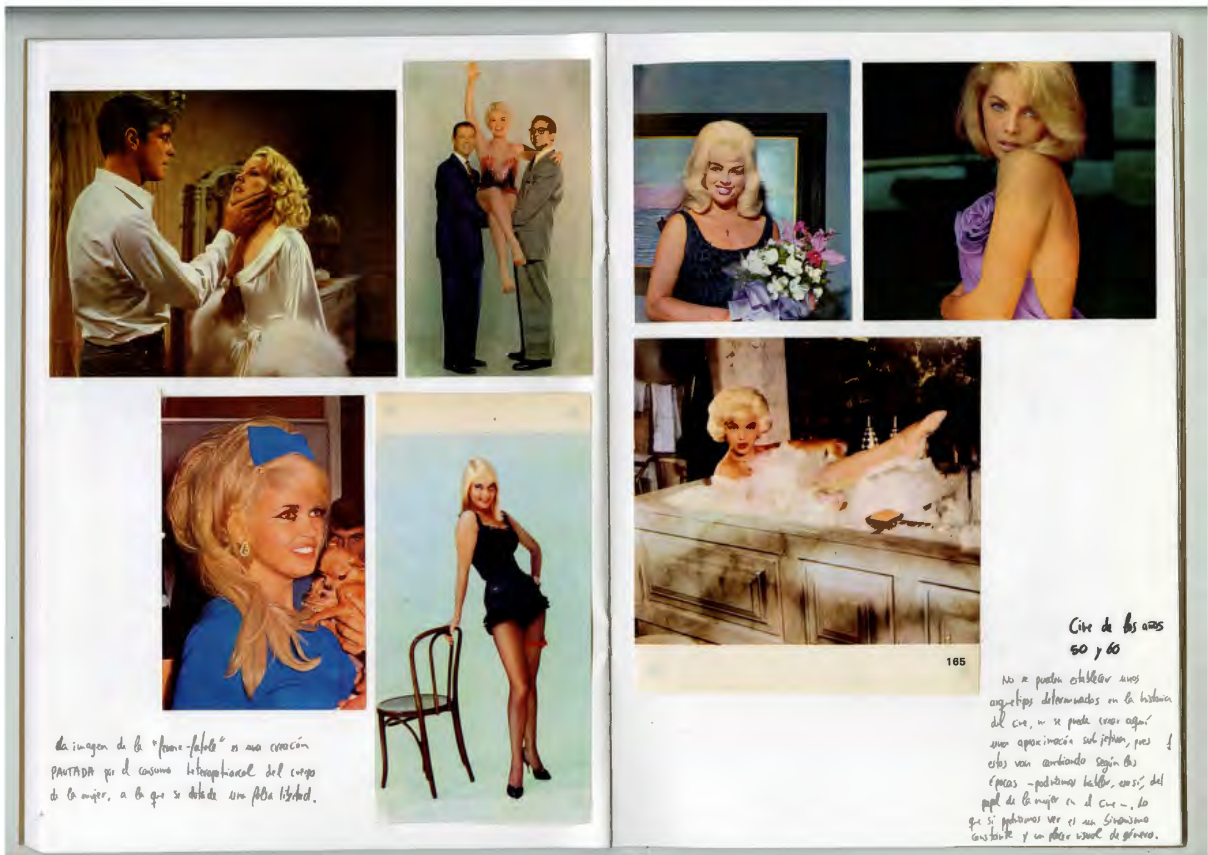 La imagen de la "femme-fatale" es una creación
PAUTADA por el consumo heteropatriarcal del cuerpo
de la mujer, a la que se dota de una falsa libertad.
165
Cine de los años
50 y 60
No se pueden establecer unos
arquetipos determinados en la historia
del cine, ni se puede crear aquí
una aproximación subjetiva, pues
estos van cambiando según las
épocas - podríamos hablar, eso sí, del
papel de la mujer en el cine -. Lo
que sí podríamos ver es un
constante y un placer visual de género.